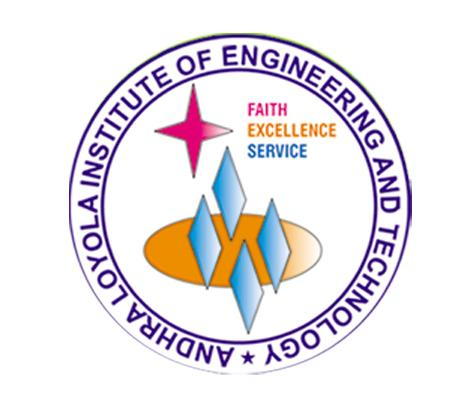 ANDHRA LOYOLA INSTITUTE OF ENGINEERING AND TECHNOLOGY ★
FAITH
EXCELLENCE
SERVICE